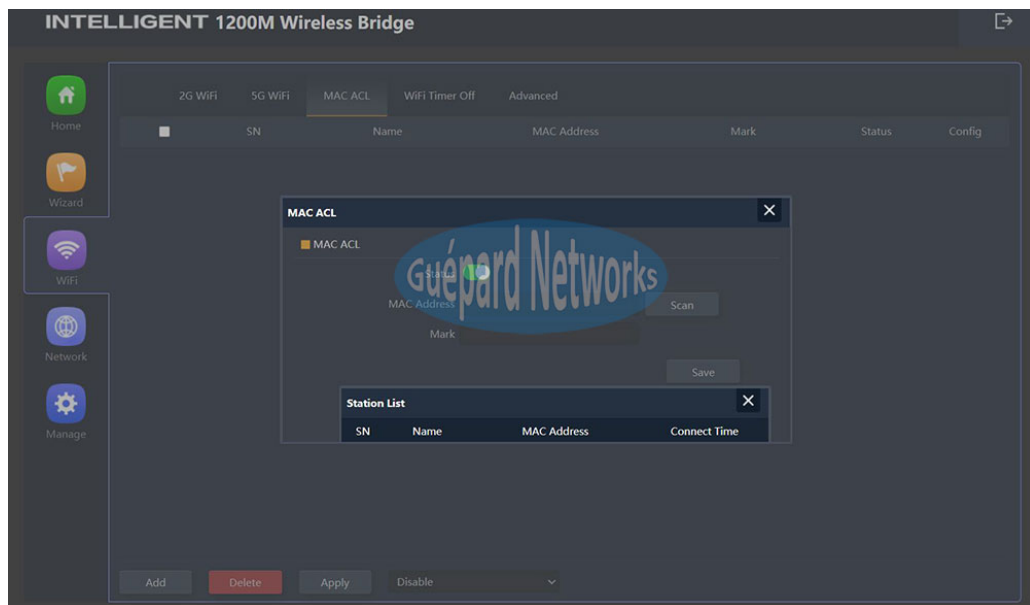 INTELLIGENT 1200M Wireless Bridge
Home
Wizard
WiFi
Network
Manage
2G WiFi 5G WiFi MAC ACL WiFi Timer Off Advanced
SN Name MAC Address Mark Status Config
MAC ACL
MAC ACL
Status
Guépard Networks
MAC Address Scan
Mark
Save
Station List
SN Name MAC Address Connect Time
Add Delete Apply Disable